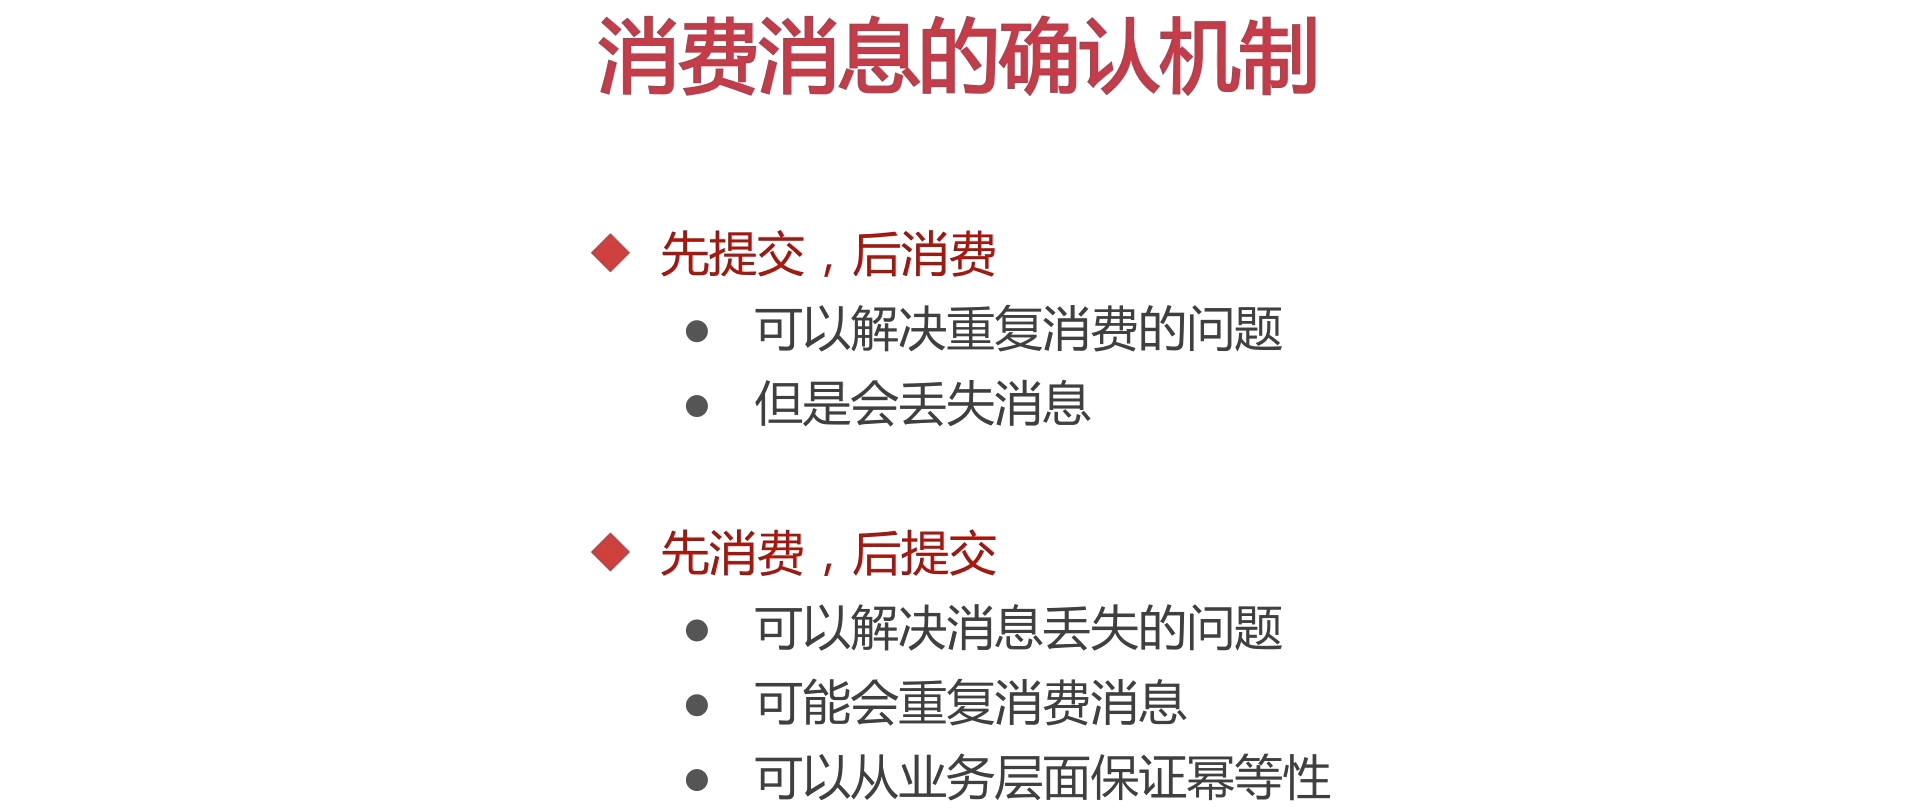 消费消息的确认机制
先提交，后消费
可以解决重复消费的问题
但是会丢失消息
先消费，后提交
可以解决消息丢失的问题
可能会重复消费消息
可以从业务层面保证幂等性